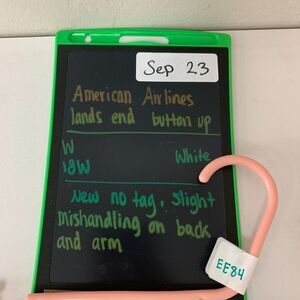 Sep 23
American Airlines
lands end button up
W
18W White
New no tag, slight
mishandling on back
and arm
EE84